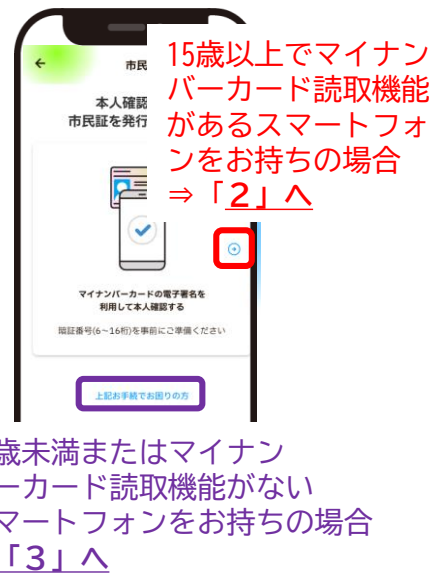 市民
15歳以上でマイナン
バーカード読取機能
があるスマートフォ
ンをお持ちの場合
⇒「２」へ
本人確認
市民証を発行
マイナンバーカードの電子署名を
利用して本人確認する
暗証番号(6～16桁)を事前にご準備ください
上記お手続でお困りの方
歳未満またはマイナン
ーカード読取機能がない
マートフォンをお持ちの場合
「３」へ